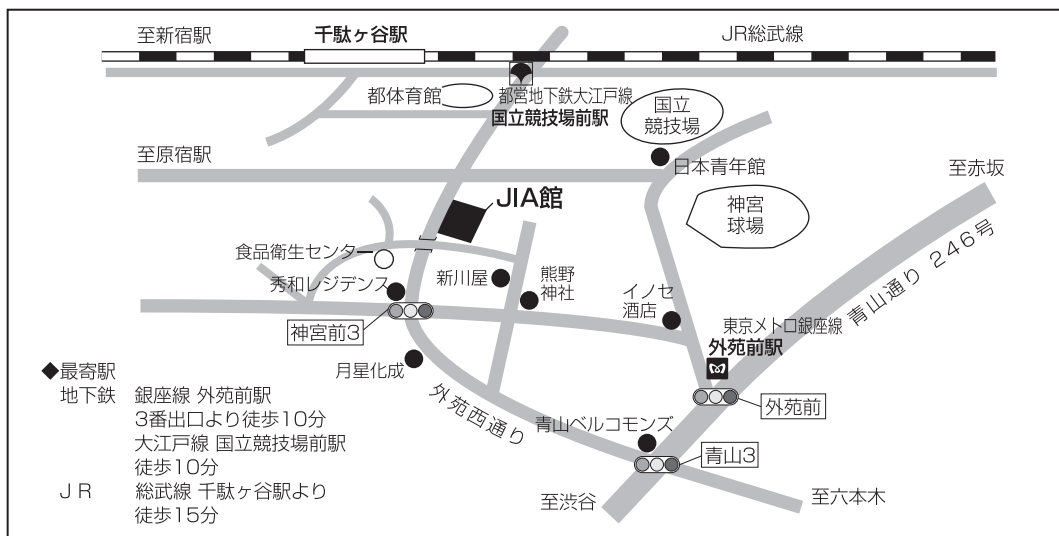 至新宿駅
千駄ヶ谷駅
JR総武線
都体育館
都営地下鉄大江戸線
国立競技場前駅
国立
競技場
至原宿駅
日本青年館
至赤坂
JIA館
神宮
球場
食品衛生センター
秀和レジデンス
新川屋
熊野
神社
イノセ
酒店
青山通り 246号
神宮前3
東京メトロ銀座線
外苑前駅
月星化成
外苑西通り
外苑前
青山ベルコモンズ
青山3
至渋谷
至六本木
◆最寄駅
地下鉄 銀座線 外苑前駅
3番出口より徒歩10分
大江戸線 国立競技場前駅
徒歩10分
JR 総武線 千駄ヶ谷駅より
徒歩15分